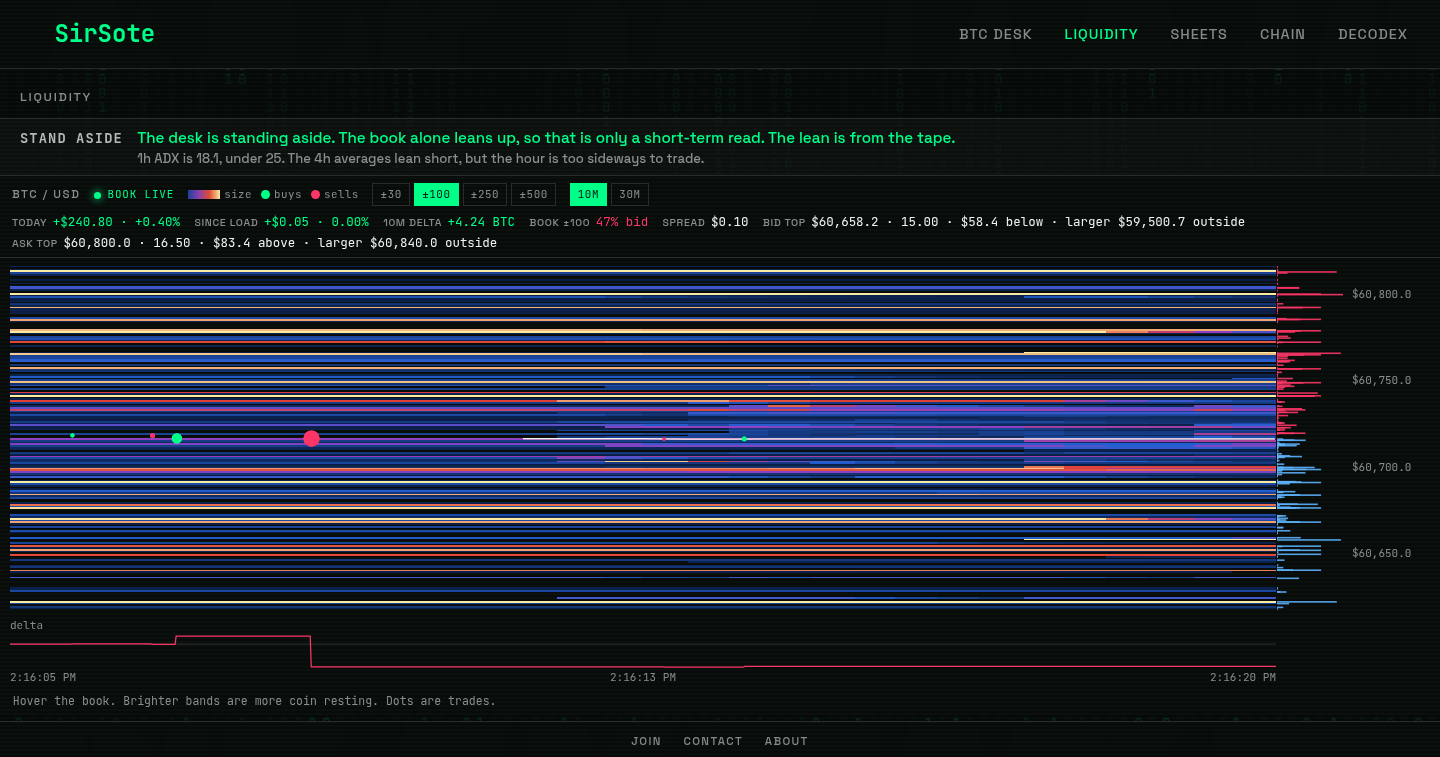 SirSote
BTC DESK LIQUIDITY SHEETS CHAIN DECODEX
LIQUIDITY
STAND ASIDE The desk is standing aside. The book alone leans up, so that is only a short-term read. The lean is from the tape.
1h ADX is 18.1, under 25. The 4h averages lean short, but the hour is too sideways to trade.
BTC / USD BOOK LIVE size buys sells ±30 ±100 ±250 ±500 10M 30M
TODAY +$240.80 · +0.40% SINCE LOAD +$0.05 · 0.00% 10M DELTA +4.24 BTC BOOK ±100 47% bid SPREAD $0.10 BID TOP $60,658.2 · 15.00 · $58.4 below · larger $59,500.7 outside
ASK TOP $60,800.0 · 16.50 · $83.4 above · larger $60,840.0 outside
$60,800.0
$60,750.0
$60,700.0
$60,650.0
delta
2:16:05 PM 2:16:13 PM 2:16:20 PM
Hover the book. Brighter bands are more coin resting. Dots are trades.
JOIN CONTACT ABOUT